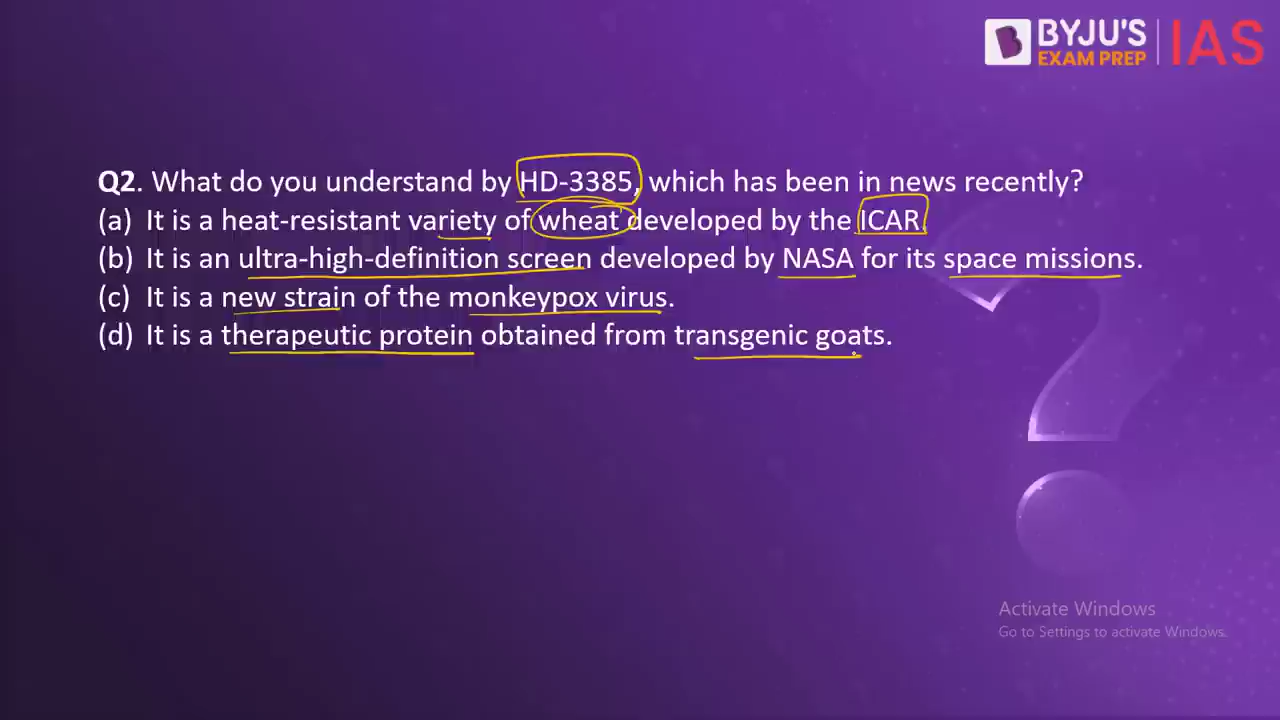 BYJU'S
EXAM PREP
IAS
Q2. What do you understand by HD-3385, which has been in news recently?
(a) It is a heat-resistant variety of wheat developed by the ICAR.
(b) It is an ultra-high-definition screen developed by NASA for its space missions.
(c) It is a new strain of the monkeypox virus.
(d) It is a therapeutic protein obtained from transgenic goats.
Activate Windows
Go to Settings to activate Windows.